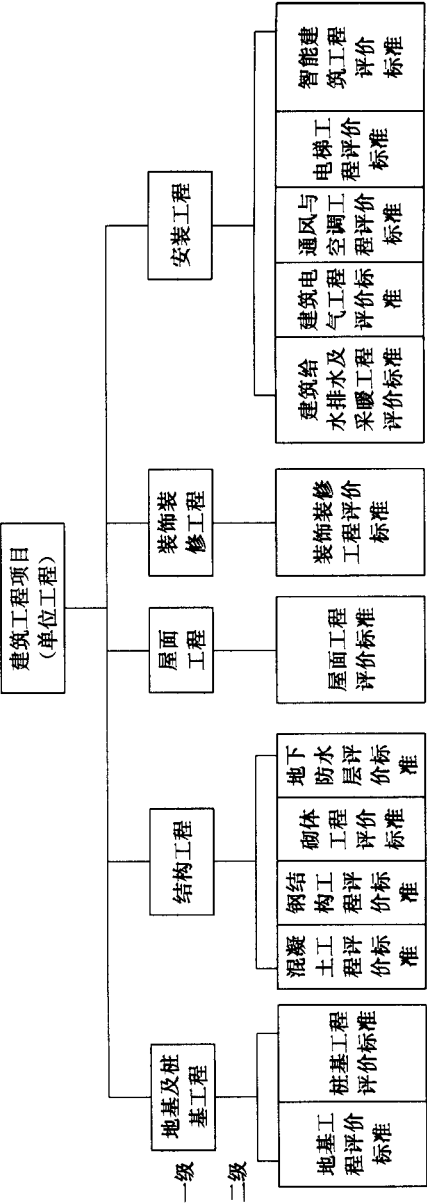 建筑工程项目
（单位工程）
一级
地基及桩
基工程
结构工程
屋面
工程
装饰装
修工程
安装工程
二级
地基工
程评价
标准
桩基工程
评价标准
混凝
土工
程评
价标
准
钢结
构工
程评
价标
准
砌体
工程
评价
标准
地下
防水
层评
价标
准
屋面工程
评价标准
装饰装修
工程评价
标准
建筑给
水排水及
采暖工程
评价标准
建筑电
气工程
评价标
准
通风与
空调工
程评价
标准
电梯工
程评价
标准
智能建
筑工程
评价
标准